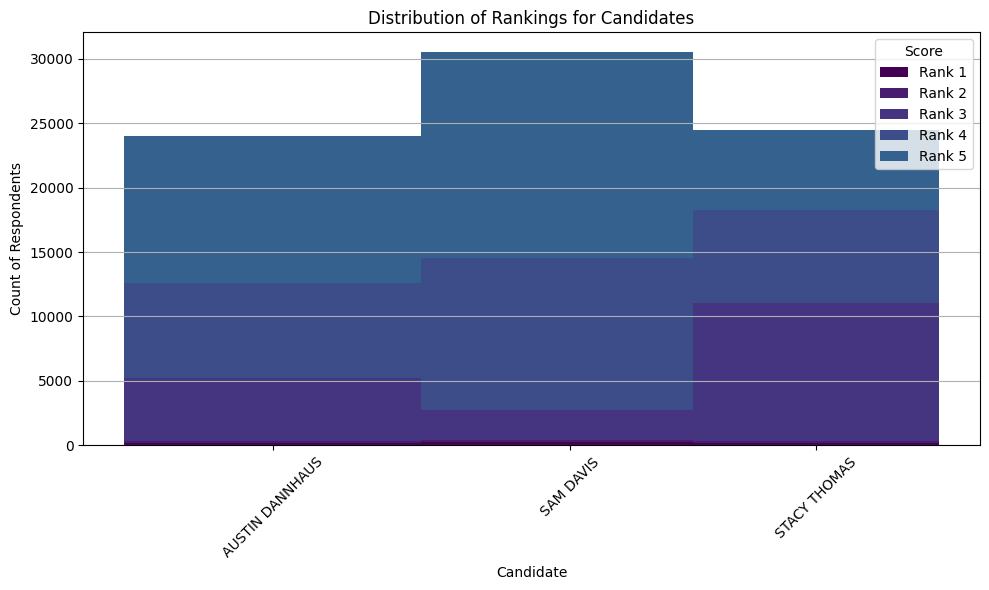 Distribution of Rankings for Candidates
Score
Rank 1
Rank 2
Rank 3
Rank 4
Rank 5
Count of Respondents
30000
25000
20000
15000
10000
5000
0
AUSTIN DANNHAUS
SAM DAVIS
STACY THOMAS
Candidate